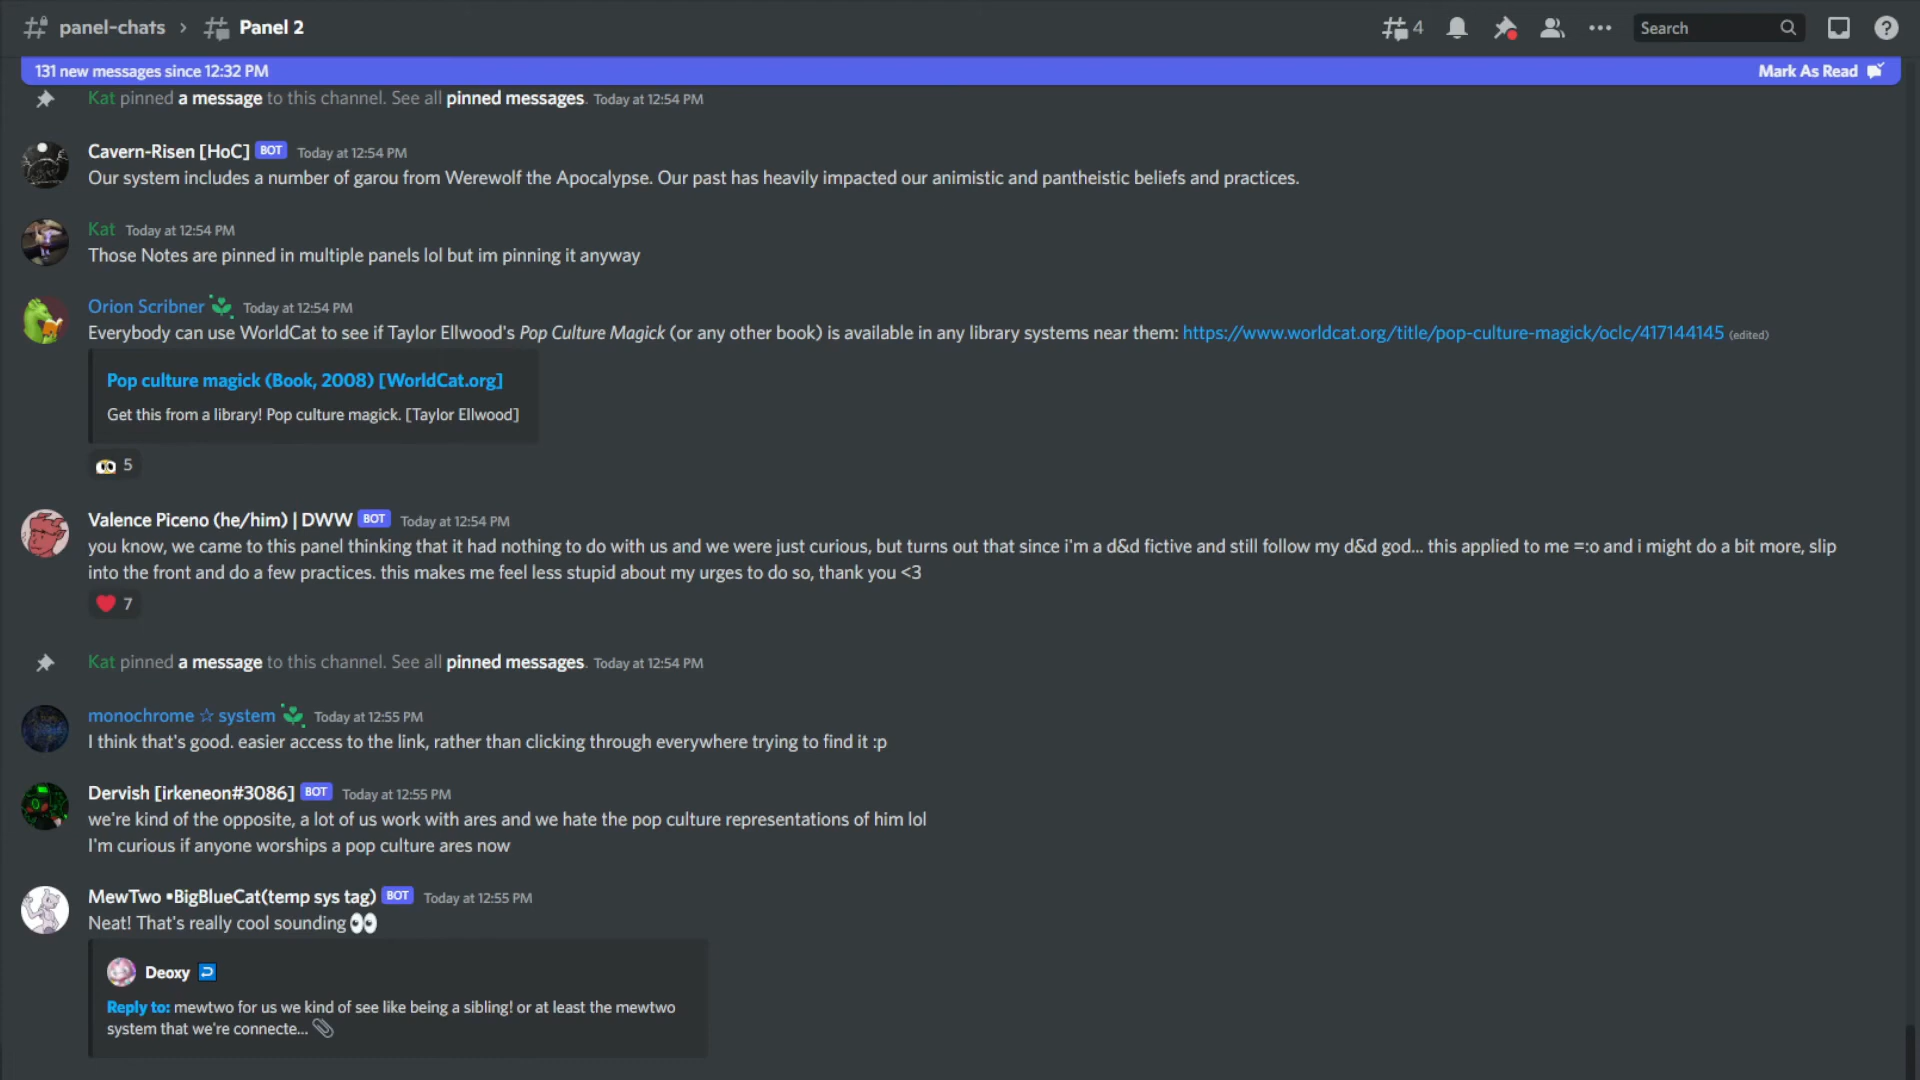 panel-chats › Panel 2
4
Search
131 new messages since 12:32 PM
Mark As Read
Kat pinned a message to this channel. See all pinned messages. Today at 12:54 PM
Cavern-Risen [HoC] BOT Today at 12:54 PM
Our system includes a number of garou from Werewolf the Apocalypse. Our past has heavily impacted our animistic and pantheistic beliefs and practices.
Kat Today at 12:54 PM
Those Notes are pinned in multiple panels lol but im pinning it anyway
Orion Scribner Today at 12:54 PM
Everybody can use WorldCat to see if Taylor Ellwood's Pop Culture Magick (or any other book) is available in any library systems near them: https://www.worldcat.org/title/pop-culture-magick/oclc/417144145 (edited)
Pop culture magick (Book, 2008) [WorldCat.org]
Get this from a library! Pop culture magick. [Taylor Ellwood]
5
Valence Piceno (he/him) | DWW BOT Today at 12:54 PM
you know, we came to this panel thinking that it had nothing to do with us and we were just curious, but turns out that since i'm a d&d fictive and still follow my d&d god... this applied to me =:o and i might do a bit more, slip
into the front and do a few practices. this makes me feel less stupid about my urges to do so, thank you <3
7
Kat pinned a message to this channel. See all pinned messages. Today at 12:54 PM
monochrome ☆ system Today at 12:55 PM
I think that's good. easier access to the link, rather than clicking through everywhere trying to find it :p
Dervish [irkeneon#3086] BOT Today at 12:55 PM
we're kind of the opposite, a lot of us work with ares and we hate the pop culture representations of him lol
I'm curious if anyone worships a pop culture ares now
MewTwo •BigBlueCat(temp sys tag) BOT Today at 12:55 PM
Neat! That's really cool sounding 👀
Deoxy
Reply to: mewtwo for us we kind of see like being a sibling! or at least the mewtwo
system that we're connecte...